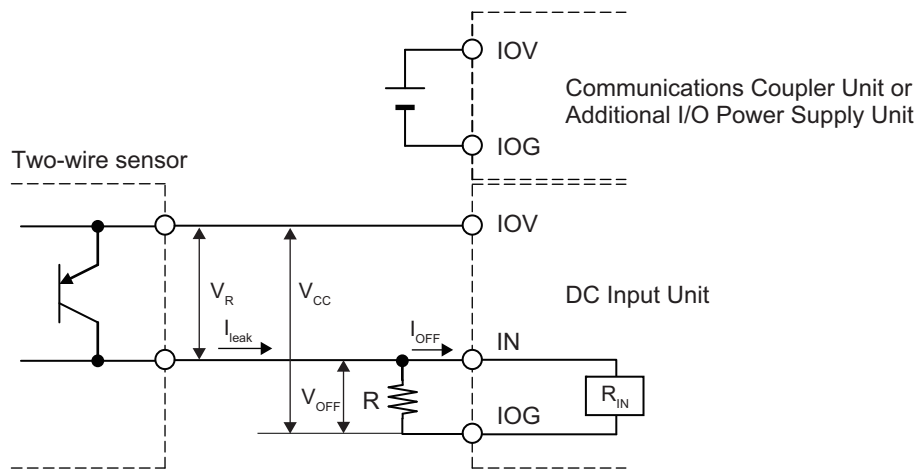 IOV
Communications Coupler Unit or
Additional I/O Power Supply Unit
IOG
Two-wire sensor
IOV
DC Input Unit
V_R
V_CC
I_leak
I_OFF
IN
V_OFF
R
R_IN
IOG